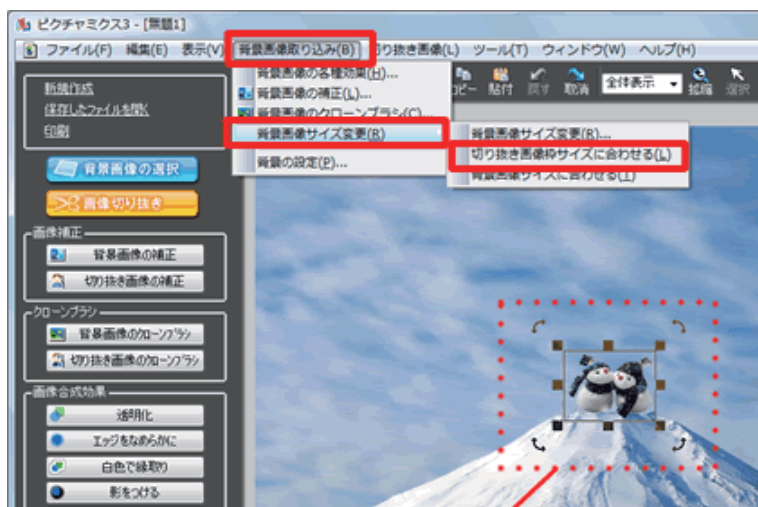 ピクチャミクス3 - [無題1]
ファイル(F) 編集(E) 表示(V) 背景画像取り込み(B) 切り抜き画像(L) ツール(T) ウィンドウ(W) ヘルプ(H)
新規作成
保存したファイルを開く
印刷
背景画像の各種効果(H)...
背景画像の補正(L)...
背景画像のクローンブラシ(C)...
背景画像サイズ変更(R)
背景の設定(P)...
コピー 貼付 戻す 取消 全体表示 拡縮 選択
背景画像サイズ変更(R)...
切り抜き画像枠サイズに合わせる(L)
背景画像サイズに合わせる(T)
背景画像の選択
画像切り抜き
画像補正
背景画像の補正
切り抜き画像の補正
クローンブラシ
背景画像のクローンブラシ
切り抜き画像のクローンブラシ
画像合成効果
透明化
エッジをなめらかに
白色で縁取り
影をつける